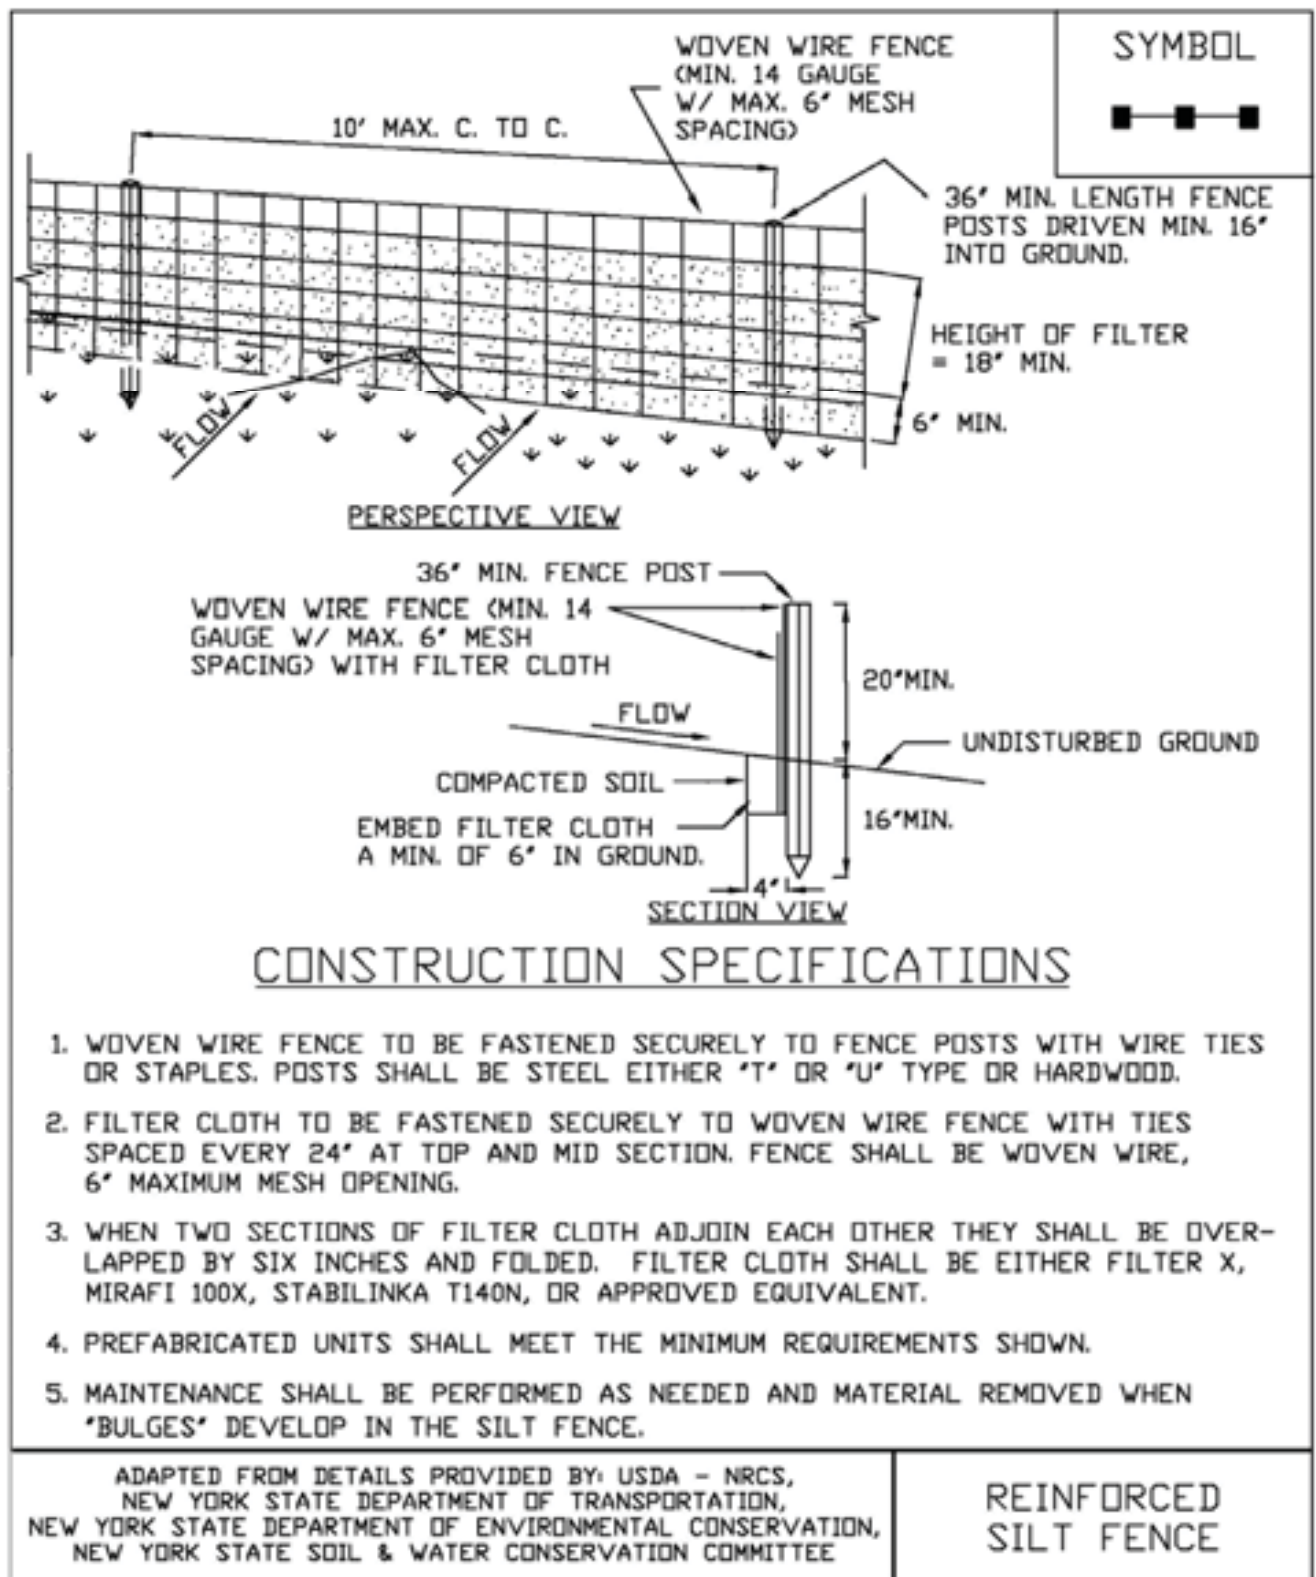 WOVEN WIRE FENCE
(MIN. 14 GAUGE
W/ MAX. 6" MESH
SPACING)
SYMBOL
10' MAX. C. TO C.
36" MIN. LENGTH FENCE
POSTS DRIVEN MIN. 16"
INTO GROUND.
HEIGHT OF FILTER
= 18" MIN.
6" MIN.
FLOW
FLOW
PERSPECTIVE VIEW
36" MIN. FENCE POST
WOVEN WIRE FENCE (MIN. 14
GAUGE W/ MAX. 6" MESH
SPACING) WITH FILTER CLOTH
20"MIN.
FLOW
UNDISTURBED GROUND
COMPACTED SOIL
EMBED FILTER CLOTH
A MIN. OF 6" IN GROUND.
16"MIN.
4"
SECTION VIEW
CONSTRUCTION SPECIFICATIONS
1. WOVEN WIRE FENCE TO BE FASTENED SECURELY TO FENCE POSTS WITH WIRE TIES
OR STAPLES. POSTS SHALL BE STEEL EITHER "T" OR "U" TYPE OR HARDWOOD.
2. FILTER CLOTH TO BE FASTENED SECURELY TO WOVEN WIRE FENCE WITH TIES
SPACED EVERY 24" AT TOP AND MID SECTION. FENCE SHALL BE WOVEN WIRE,
6" MAXIMUM MESH OPENING.
3. WHEN TWO SECTIONS OF FILTER CLOTH ADJOIN EACH OTHER THEY SHALL BE OVER-
LAPPED BY SIX INCHES AND FOLDED. FILTER CLOTH SHALL BE EITHER FILTER X,
MIRAFI 100X, STABILINKA T140N, OR APPROVED EQUIVALENT.
4. PREFABRICATED UNITS SHALL MEET THE MINIMUM REQUIREMENTS SHOWN.
5. MAINTENANCE SHALL BE PERFORMED AS NEEDED AND MATERIAL REMOVED WHEN
"BULGES" DEVELOP IN THE SILT FENCE.
ADAPTED FROM DETAILS PROVIDED BY: USDA - NRCS,
NEW YORK STATE DEPARTMENT OF TRANSPORTATION,
NEW YORK STATE DEPARTMENT OF ENVIRONMENTAL CONSERVATION,
NEW YORK STATE SOIL & WATER CONSERVATION COMMITTEE
REINFORCED
SILT FENCE